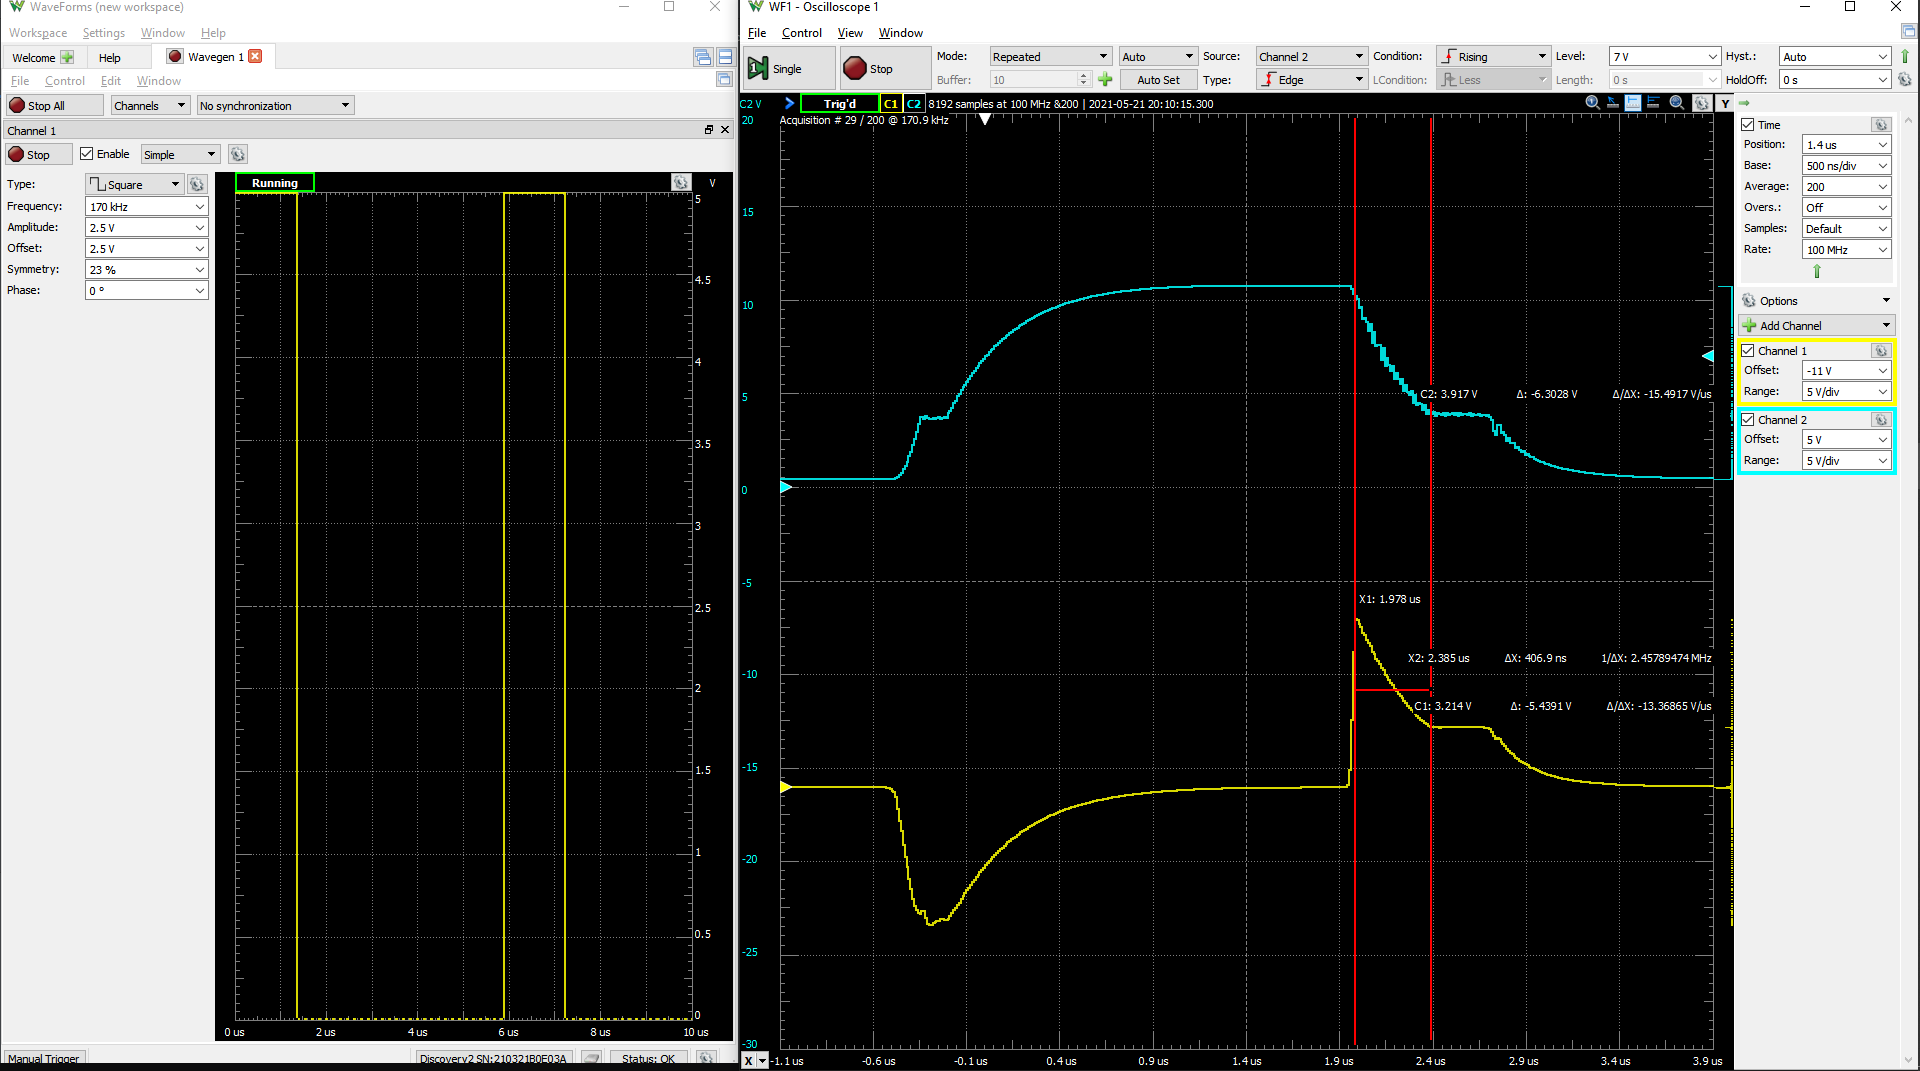 WaveForms (new workspace)
Workspace Settings Window Help
Welcome Help Wavegen 1
File Control Edit Window
Stop All Channels No synchronization
Channel 1
Stop Enable Simple
Type: Square
Frequency: 170 kHz
Amplitude: 2.5 V
Offset: 2.5 V
Symmetry: 23 %
Phase: 0 °
Running V
5
4.5
4
3.5
3
2.5
2
1.5
1
0.5
0
0 us 2 us 4 us 6 us 8 us 10 us
Manual Trigger Discovery2 SN:210321B0E03A Status: OK
WF1 - Oscilloscope 1
File Control View Window
Single Stop
Mode: Repeated Auto Source: Channel 2 Condition: Rising Level: 7 V Hyst.: Auto
Buffer: 10 Auto Set Type: Edge LCondition: Less Length: 0 s HoldOff: 0 s
C2 V Trig'd C1 C2 8192 samples at 100 MHz &200 | 2021-05-21 20:10:15.300 Y
Acquisition # 29 / 200 @ 170.9 kHz
20
15
10
5
0
-5
-10
-15
-20
-25
-30
C2: 3.917 V Δ: -6.3028 V Δ/ΔX: -15.4917 V/us
X1: 1.978 us
X2: 2.385 us ΔX: 406.9 ns 1/ΔX: 2.45789474 MHz
C1: 3.214 V Δ: -5.4391 V Δ/ΔX: -13.36865 V/us
X -1.1 us -0.6 us -0.1 us 0.4 us 0.9 us 1.4 us 1.9 us 2.4 us 2.9 us 3.4 us 3.9 us
Time
Position: 1.4 us
Base: 500 ns/div
Average: 200
Overs.: Off
Samples: Default
Rate: 100 MHz
Options
Add Channel
Channel 1
Offset: -11 V
Range: 5 V/div
Channel 2
Offset: 5 V
Range: 5 V/div